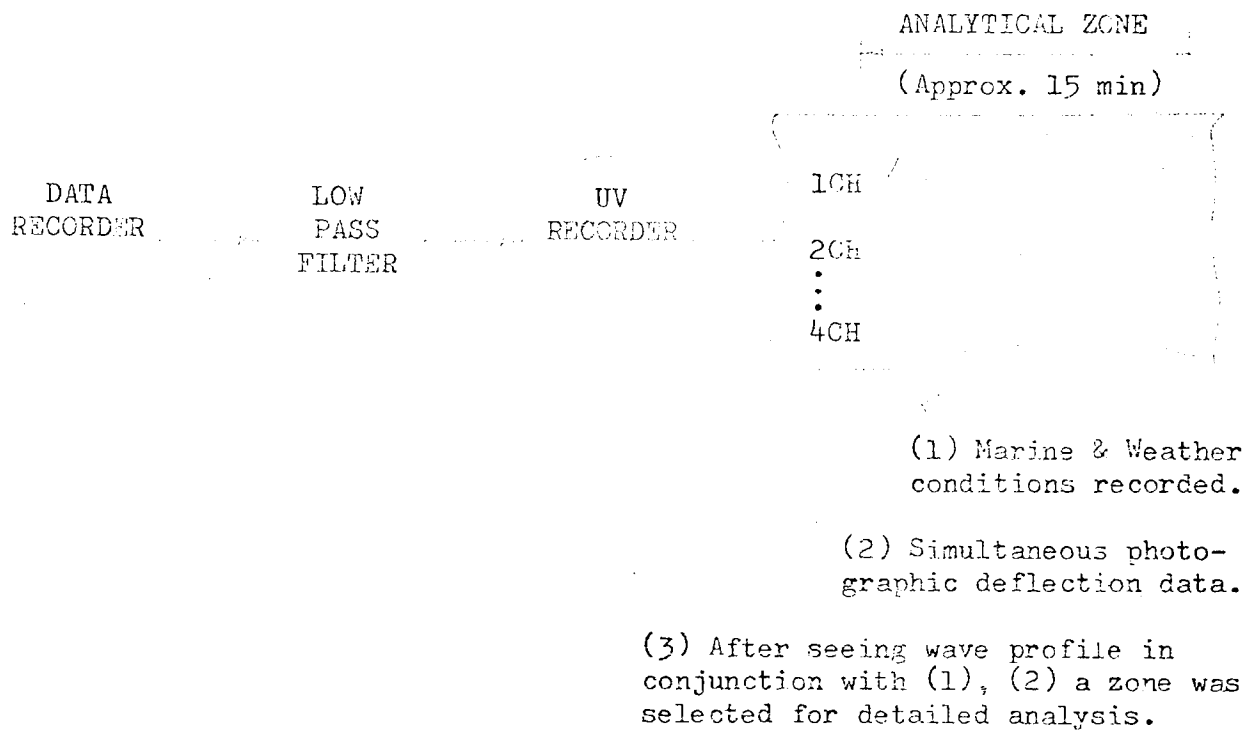 ANALYTICAL ZONE
(Approx. 15 min)
DATA
RECORDER
LOW
PASS
FILTER
UV
RECORDER
1CH
2Ch
4CH
(1) Marine & Weather
conditions recorded.
(2) Simultaneous photo-
graphic deflection data.
(3) After seeing wave profile in
conjunction with (1), (2) a zone was
selected for detailed analysis.